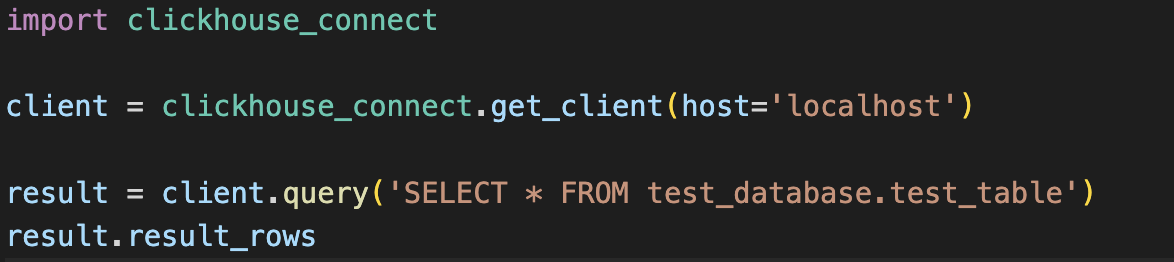 import clickhouse_connect
client = clickhouse_connect.get_client(host='localhost')
result = client.query('SELECT * FROM test_database.test_table')
result.result_rows